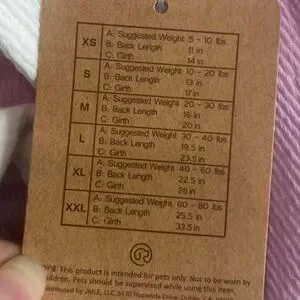 XS A: Suggested Weight 5 - 10 lbs
B: Back Length 11 in
C: Girth 14 in
S A: Suggested Weight 10 - 20 lbs
B: Back Length 13 in
C: Girth 17 in
M A: Suggested Weight 20 - 30 lbs
B: Back Length 16 in
C: Girth 20 in
L A: Suggested Weight 30 - 40 lbs
B: Back Length 19.5 in
C: Girth 23.5 in
XL A: Suggested Weight 40 - 60 lbs
B: Back Length 22.5 in
C: Girth 28 in
XXL A: Suggested Weight 60 - 80 lbs
B: Back Length 25.5 in
C: Girth 33.5 in
This product is intended for pets only. Not to be worn by
children. Pets should be supervised while using this item.
LLC, 5130 Hacienda Drive,